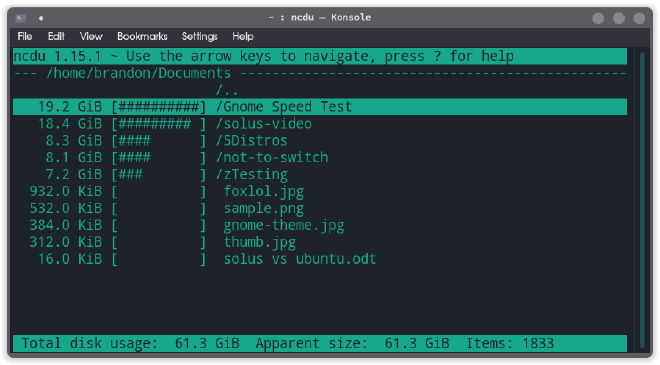 ~ : ncdu — Konsole
File Edit View Bookmarks Settings Help
ncdu 1.15.1 ~ Use the arrow keys to navigate, press ? for help
--- /home/brandon/Documents -------------------------------------------------
/..
19.2 GiB [##########] /Gnome Speed Test
18.4 GiB [######### ] /solus-video
8.3 GiB [####      ] /5Distros
8.1 GiB [####      ] /not-to-switch
7.2 GiB [###       ] /zTesting
932.0 KiB [          ]  foxlol.jpg
532.0 KiB [          ]  sample.png
384.0 KiB [          ]  gnome-theme.jpg
312.0 KiB [          ]  thumb.jpg
16.0 KiB [          ]  solus vs ubuntu.odt
Total disk usage:  61.3 GiB  Apparent size:  61.3 GiB  Items: 1833